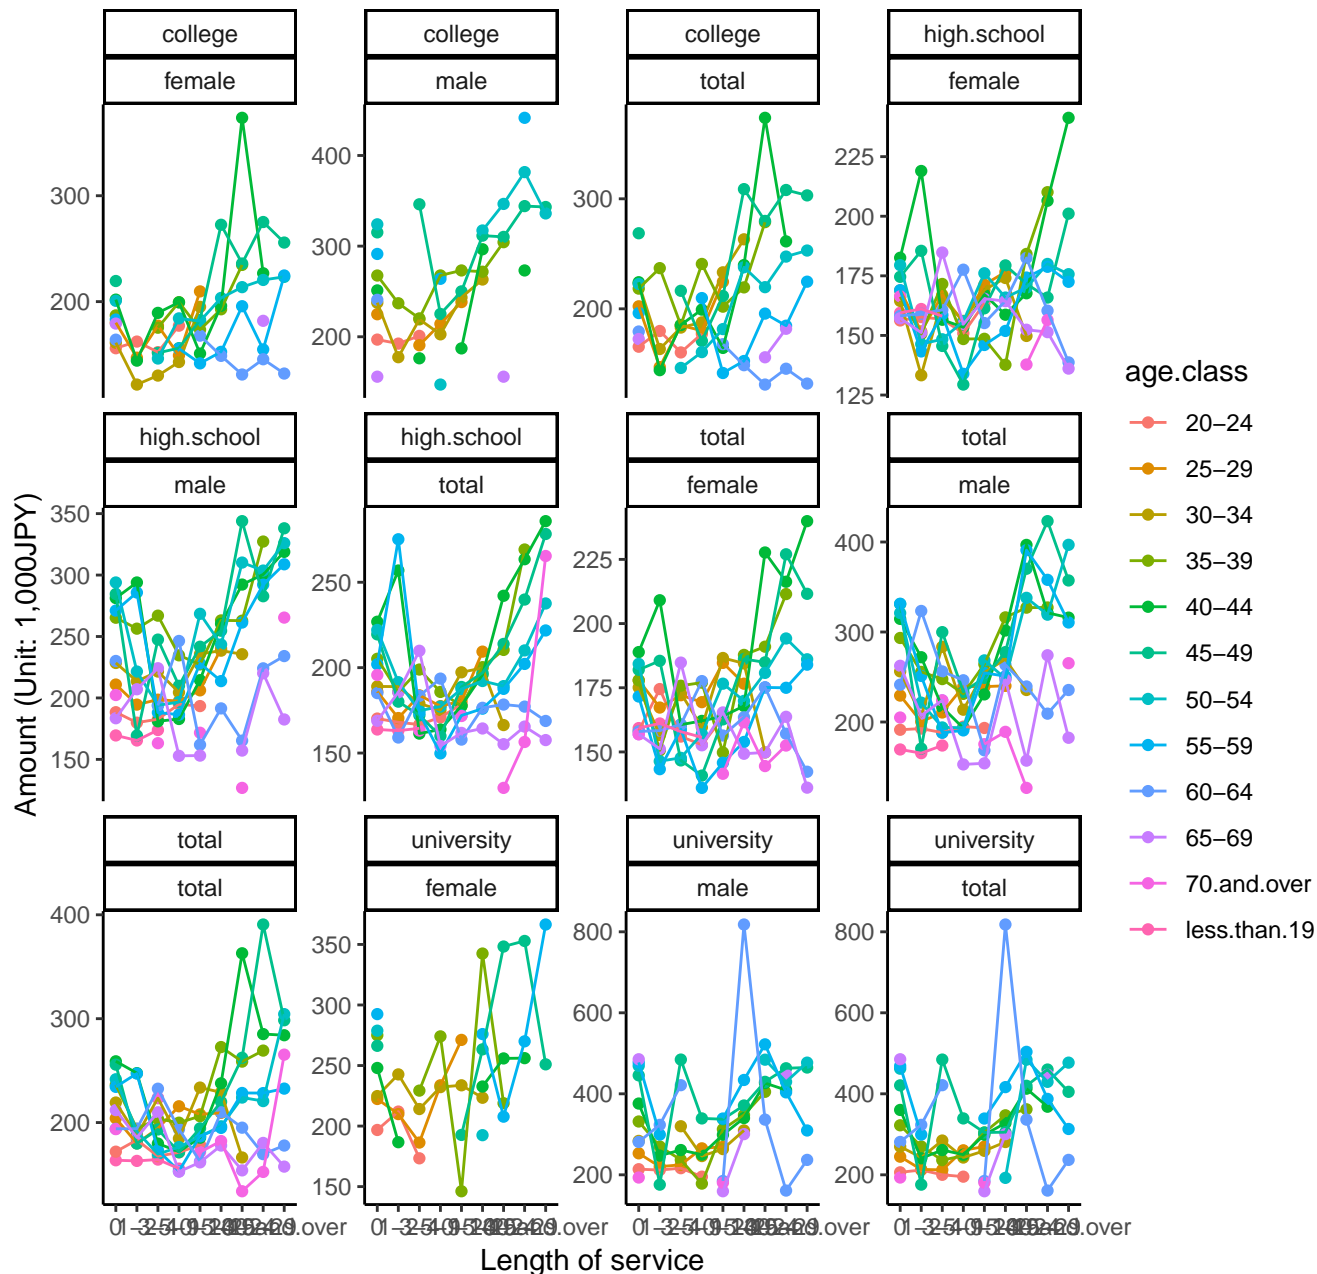 college
college
college
high.school
female
male
total
female
300
200
400
300
200
300
200
225
200
175
150
125
high.school
high.school
total
total
male
total
female
male
350
300
250
200
150
250
200
150
225
200
175
150
400
300
200
total
university
university
university
total
female
male
total
400
300
200
350
300
250
200
150
800
600
400
200
800
600
400
200
Length of service
Amount (Unit: 1,000JPY)
age.class
20−24
25−29
30−34
35−39
40−44
45−49
50−54
55−59
60−64
65−69
70.and.over
less.than.19